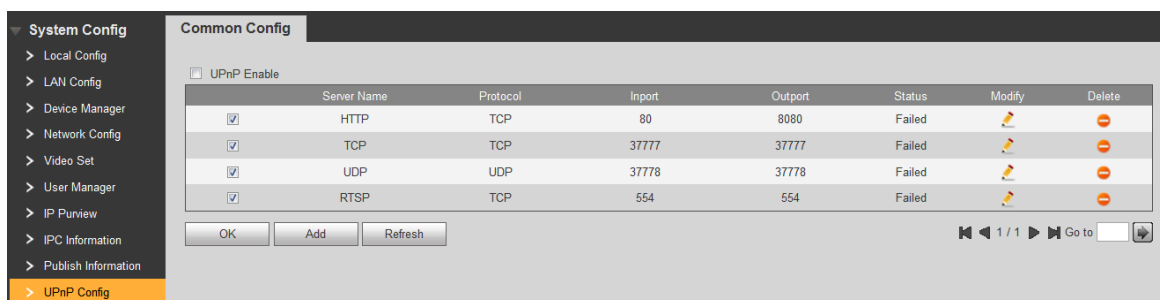 System Config
Local Config
LAN Config
Device Manager
Network Config
Video Set
User Manager
IP Purview
IPC Information
Publish Information
UPnP Config
Common Config
UPnP Enable
Server Name Protocol Inport Outport Status Modify Delete
HTTP TCP 80 8080 Failed
TCP TCP 37777 37777 Failed
UDP UDP 37778 37778 Failed
RTSP TCP 554 554 Failed
OK Add Refresh 1 / 1 Go to